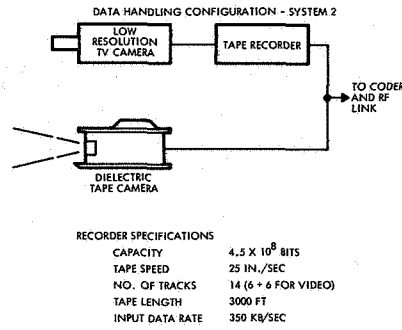 DATA HANDLING CONFIGURATION - SYSTEM 2
LOW
RESOLUTION
TV CAMERA
TAPE RECORDER
TO CODER
AND RF
LINK
DIELECTRIC
TAPE CAMERA
RECORDER SPECIFICATIONS
CAPACITY 4.5 X 10⁸ BITS
TAPE SPEED 25 IN./SEC
NO. OF TRACKS 14 (6 + 6 FOR VIDEO)
TAPE LENGTH 3000 FT
INPUT DATA RATE 350 KB/SEC